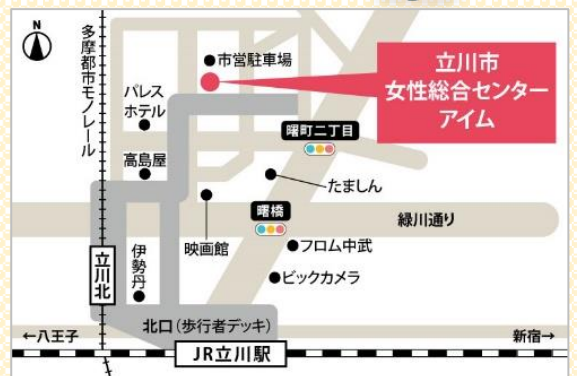 N
多摩都市モノレール
市営駐車場
立川市
女性総合センター
アイム
パレス
ホテル
曙町二丁目
高島屋
たましん
曙橋
緑川通り
映画館
フロム中武
伊勢丹
立川北
ビックカメラ
北口(歩行者デッキ)
←八王子
新宿→
JR立川駅